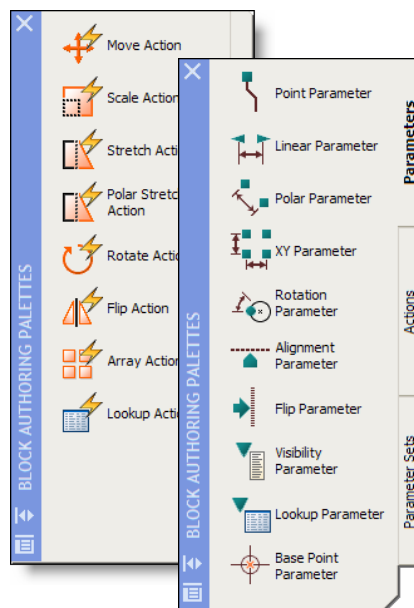 Move Action
Scale Action
Stretch Acti
Polar Stretc
Action
Rotate Actio
Flip Action
Array Action
Lookup Acti
BLOCK AUTHORING PALETTES
Point Parameter
Linear Parameter
Polar Parameter
XY Parameter
Rotation
Parameter
Alignment
Parameter
Flip Parameter
Visibility
Parameter
Lookup Parameter
Base Point
Parameter
BLOCK AUTHORING PALETTES
Parameters
Actions
Parameter Sets